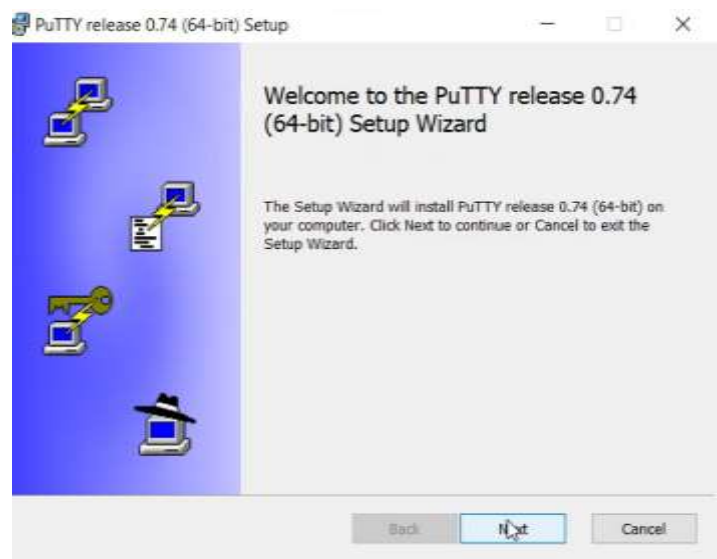 PuTTY release 0.74 (64-bit) Setup
Welcome to the PuTTY release 0.74
(64-bit) Setup Wizard
The Setup Wizard will install PuTTY release 0.74 (64-bit) on
your computer. Click Next to continue or Cancel to exit the
Setup Wizard.
Back Next Cancel